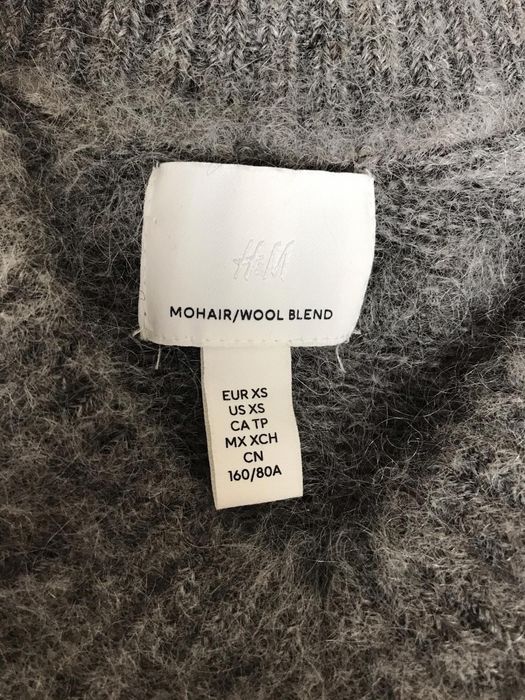 H&M
MOHAIR/WOOL BLEND
EUR XS
US XS
CA TP
MX XCH
CN
160/80A